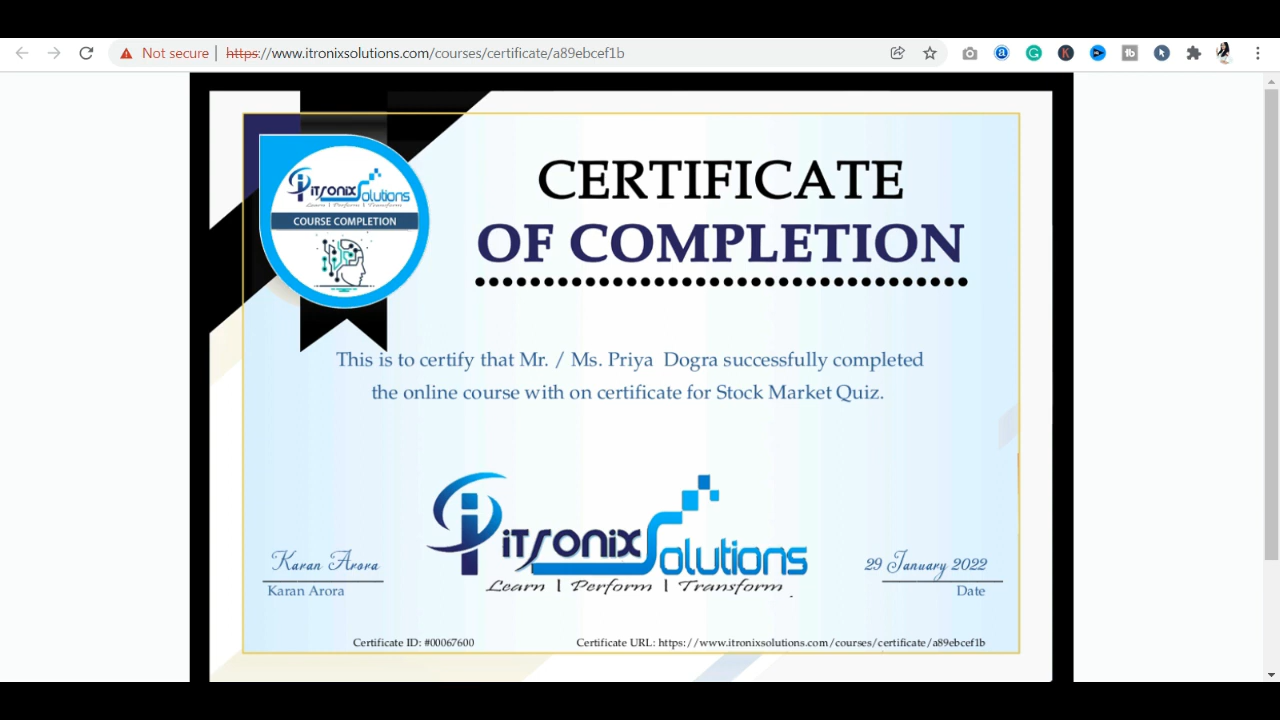 Not secure | https://www.itronixsolutions.com/courses/certificate/a89ebcef1b
iTronix Solutions
Learn | Perform | Transform
COURSE COMPLETION
CERTIFICATE
OF COMPLETION
This is to certify that Mr. / Ms. Priya Dogra successfully completed
the online course with on certificate for Stock Market Quiz.
iTronix Solutions
Learn | Perform | Transform
Karan Arora
Karan Arora
29 January 2022
Date
Certificate ID: #00067600
Certificate URL: https://www.itronixsolutions.com/courses/certificate/a89ebcef1b